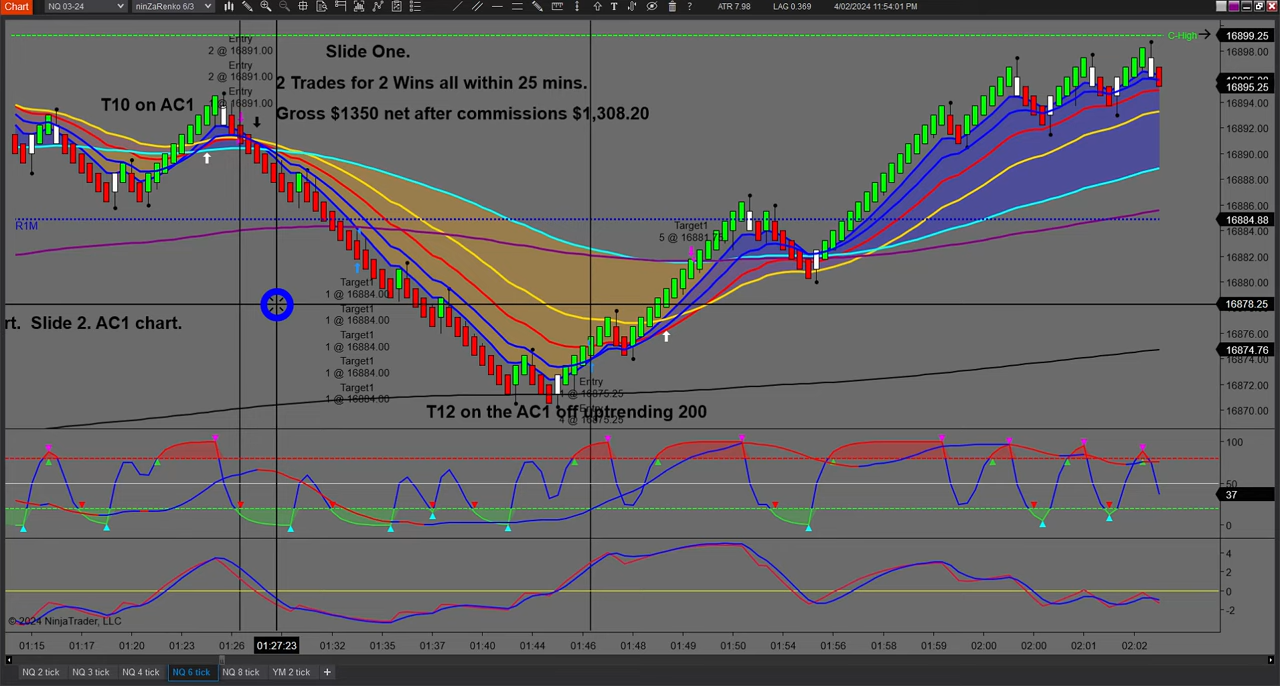 Chart NQ 03-24 ninZaRenko 6/3 T ? ATR 7.98 LAG 0.369 4/02/2024 11:54:01 PM
C-High
16899.25
16898.00
16895.25
16894.00
16892.00
16890.00
16888.00
16886.00
16884.88
16884.00
16882.00
16880.00
16878.25
16876.00
16874.76
16874.00
16872.00
16870.00
Entry
2 @ 16891.00
Entry
2 @ 16891.00
Entry
@ 16891.00
Slide One.
2 Trades for 2 Wins all within 25 mins.
Gross $1350 net after commissions $1,308.20
T10 on AC1
R1M
Target1
5 @ 16881.
Target1
1 @ 16884.00
Target1
1 @ 16884.00
Target1
1 @ 16884.00
Target1
1 @ 16884.00
Target1
1 @ 16884.00
rt. Slide 2. AC1 chart.
Entry
1 @ 16875.25
T12 on the AC1 off uptrending 200
4 @ 16875.25
100
50
37
0
4
2
0
-2
© 2024 NinjaTrader, LLC
01:15 01:17 01:20 01:23 01:26 01:27:23 01:32 01:35 01:37 01:40 01:44 01:46 01:48 01:49 01:50 01:54 01:56 01:59 02:00 02:01 02:02
NQ 2 tick NQ 3 tick NQ 4 tick NQ 6 tick NQ 8 tick YM 2 tick +